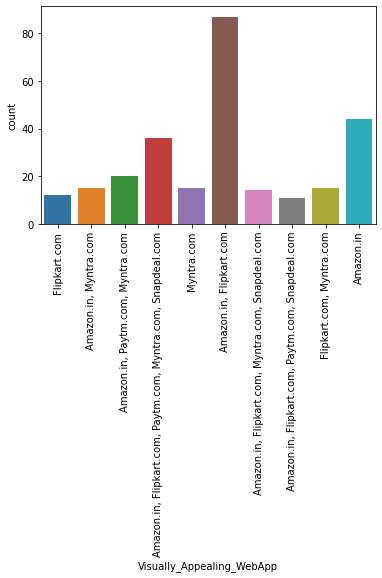 80
60
40
20
0
count
Flipkart.com
Amazon.in, Myntra.com
Amazon.in, Paytm.com, Myntra.com
Amazon.in, Flipkart.com, Paytm.com, Myntra.com, Snapdeal.com
Myntra.com
Amazon.in, Flipkart.com
Amazon.in, Flipkart.com, Myntra.com, Snapdeal.com
Amazon.in, Flipkart.com, Paytm.com, Snapdeal.com
Flipkart.com, Myntra.com
Amazon.in
Visually_Appealing_WebApp